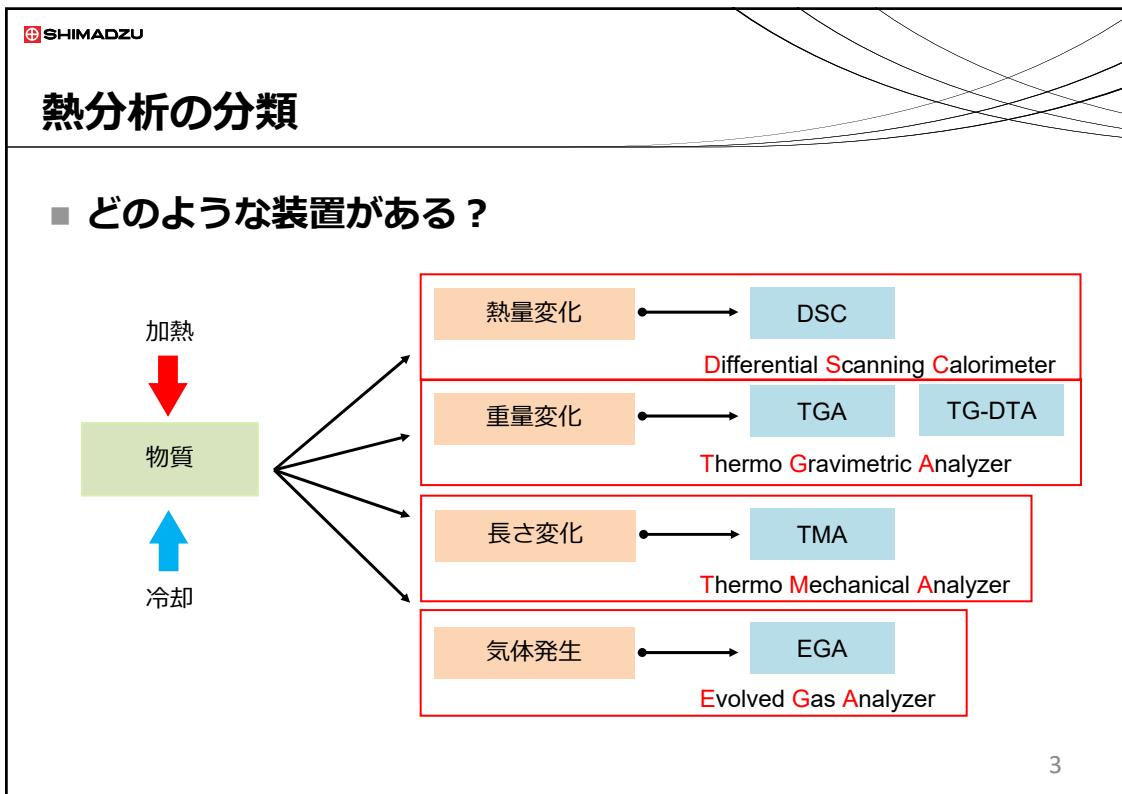 SHIMADZU
熱分析の分類
どのような装置がある？
加熱
物質
冷却
熱量変化
DSC
Differential Scanning Calorimeter
重量変化
TGA
TG-DTA
Thermo Gravimetric Analyzer
長さ変化
TMA
Thermo Mechanical Analyzer
気体発生
EGA
Evolved Gas Analyzer
3